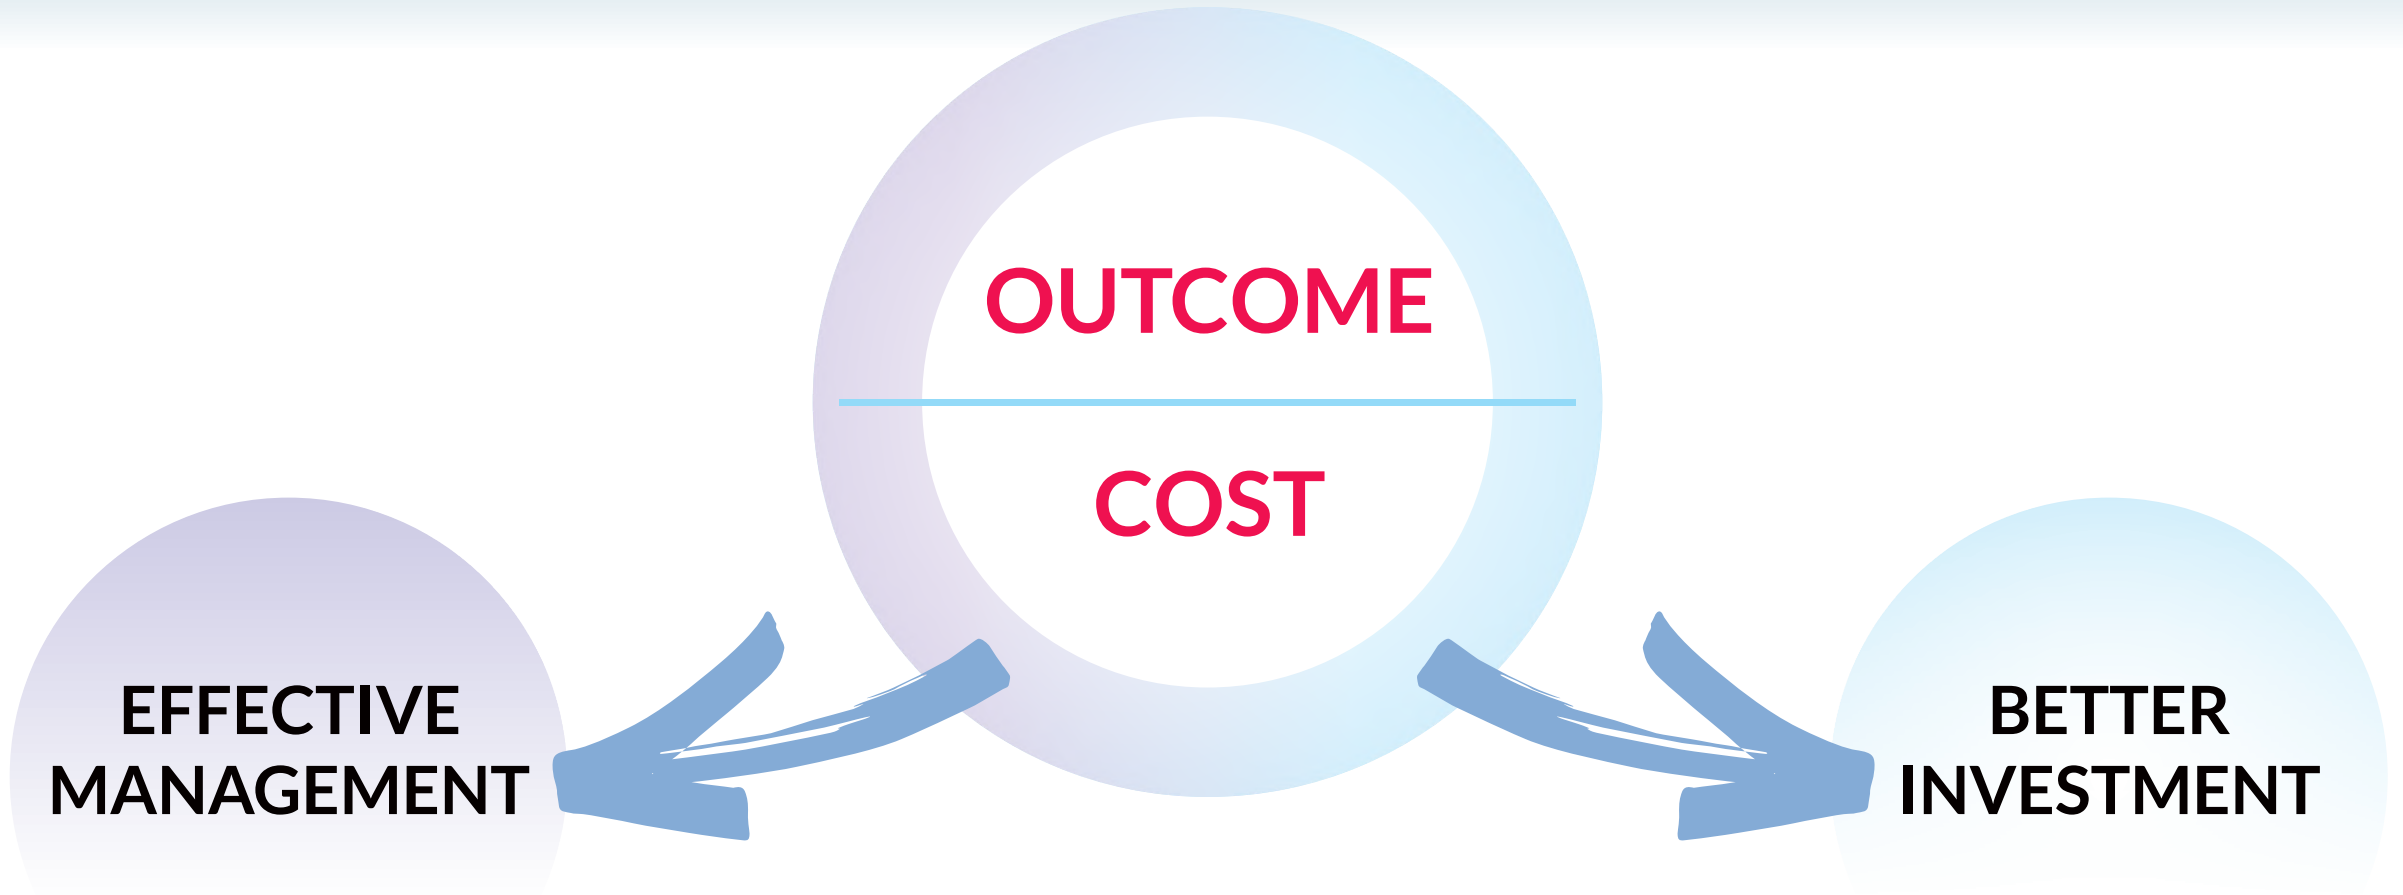 OUTCOME
COST
EFFECTIVE
MANAGEMENT
BETTER
INVESTMENT